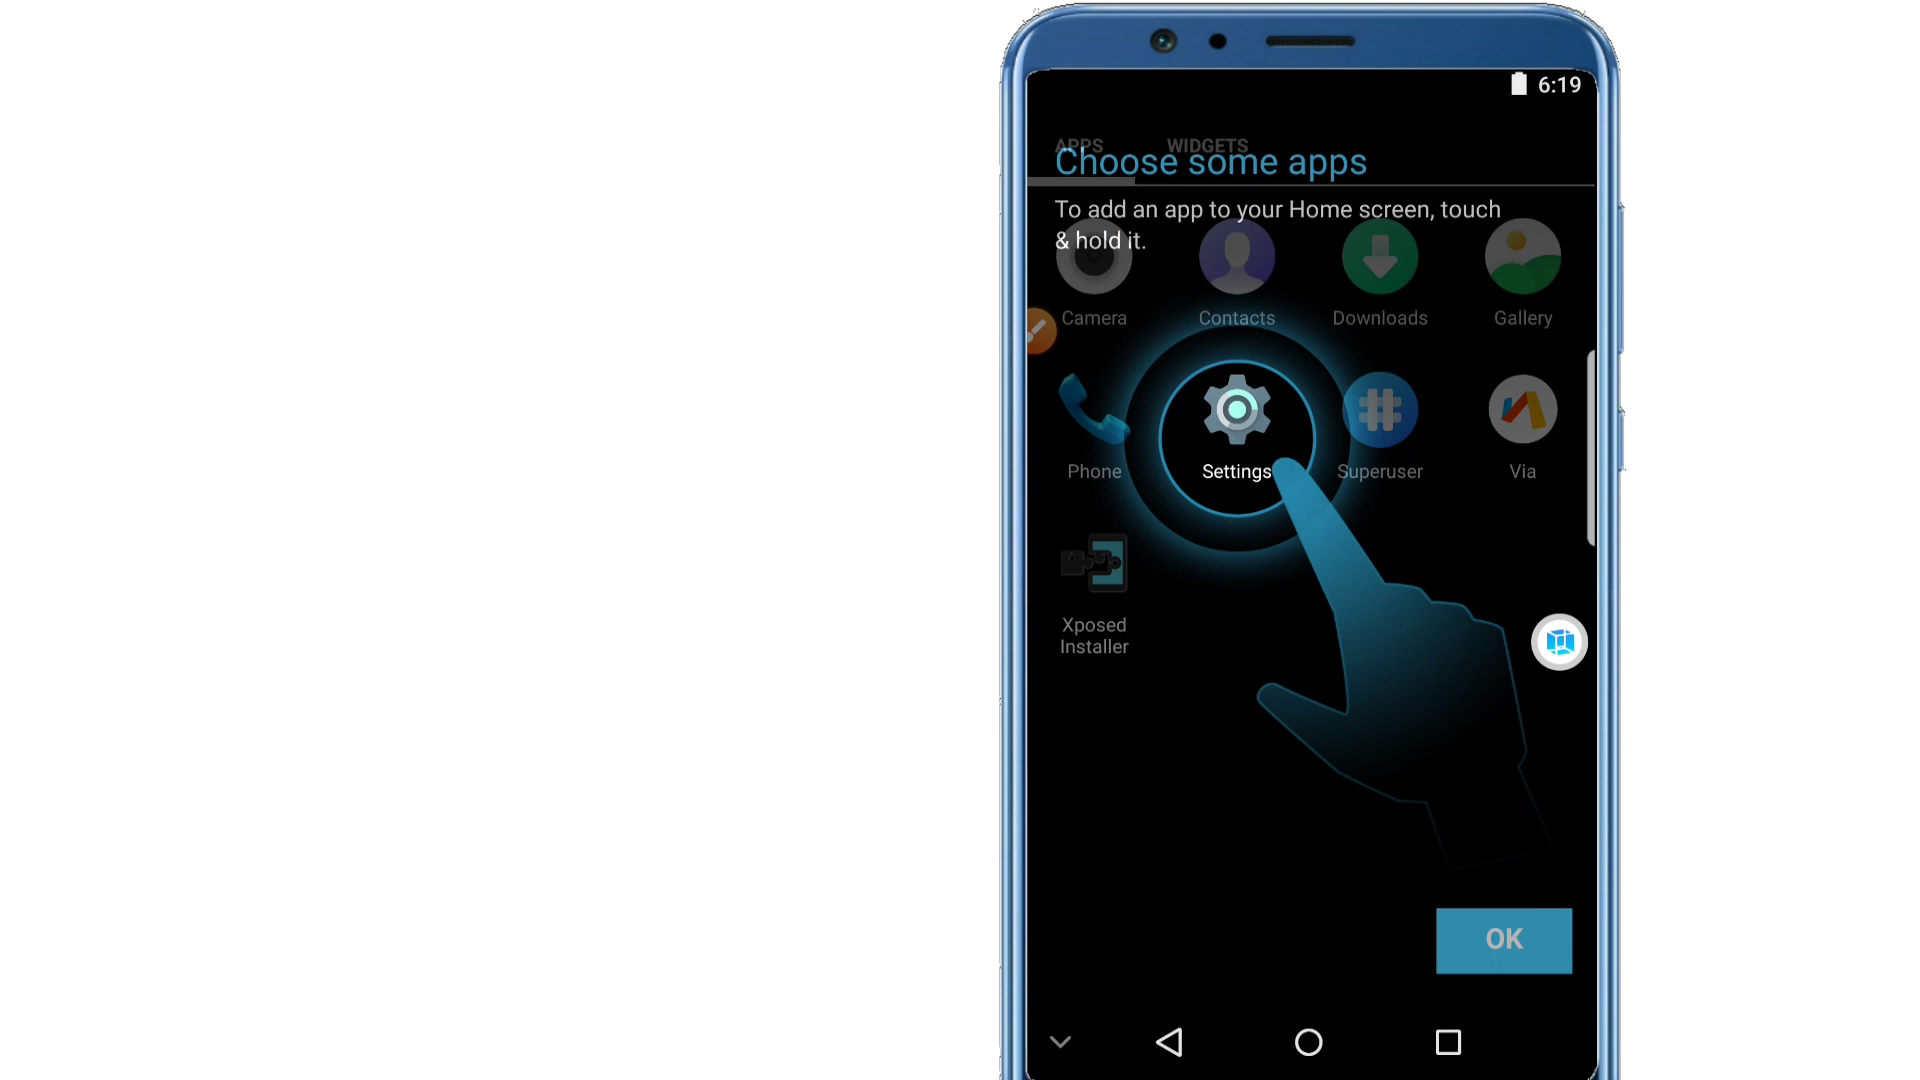 6:19
APPS WIDGETS
Choose some apps
To add an app to your Home screen, touch
& hold it.
Camera Contacts Downloads Gallery
Phone Settings Superuser Via
Xposed
Installer
OK